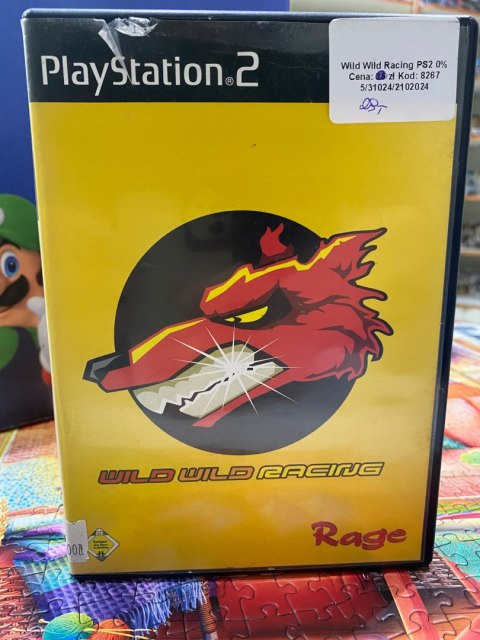 PlayStation®2
Wild Wild Racing PS2 0%
Cena: zł Kod: 8267
5/31024/2102024
WILD WILD RACING
Rage